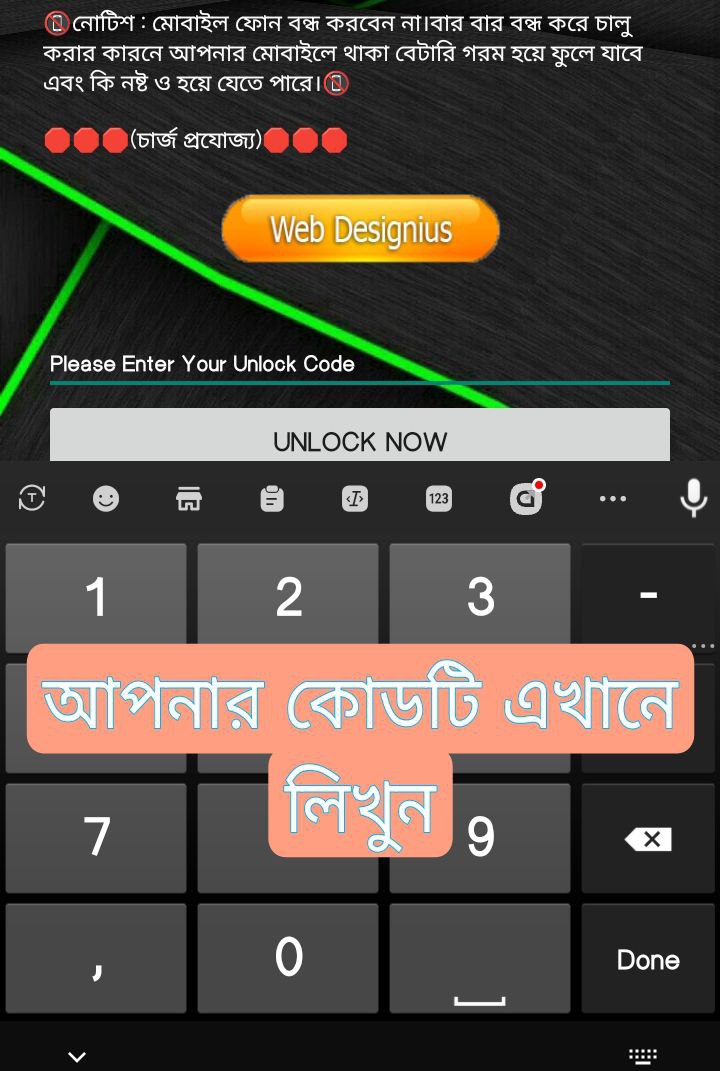 📵নোটিশ : মোবাইল ফোন বন্ধ করবেন না।বার বার বন্ধ করে চালু
করার কারনে আপনার মোবাইলে থাকা বেটারি গরম হয়ে ফুলে যাবে
এবং কি নষ্ট ও হয়ে যেতে পারে।📵
🛑🛑🛑(চার্জ প্রযোজ্য)🛑🛑🛑
Web Designius
Please Enter Your Unlock Code
UNLOCK NOW
123
1 2 3 -
আপনার কোডটি এখানে
লিখুন
7 9
, 0 Done